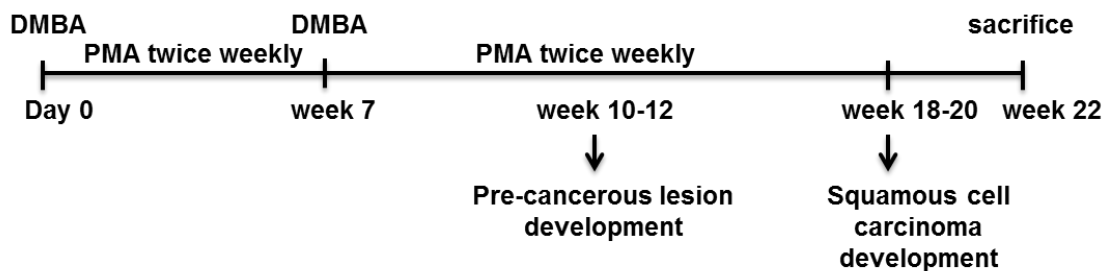 DMBA DMBA sacrifice
PMA twice weekly PMA twice weekly
Day 0 week 7 week 10-12 week 18-20 week 22
Pre-cancerous lesion
development
Squamous cell
carcinoma
development